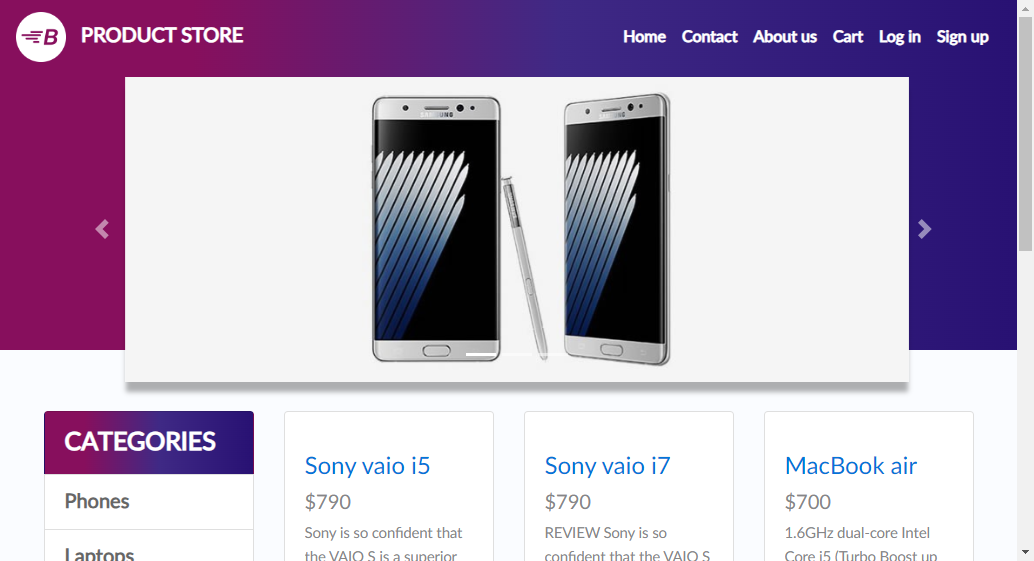 B PRODUCT STORE
Home Contact About us Cart Log in Sign up
SAMSUNG
SAMSUNG
CATEGORIES
Phones
Laptops
Sony vaio i5
$790
Sony is so confident that
the VAIO S is a superior
Sony vaio i7
$790
REVIEW Sony is so
confident that the VAIO S
MacBook air
$700
1.6GHz dual-core Intel
Core i5 (Turbo Boost up